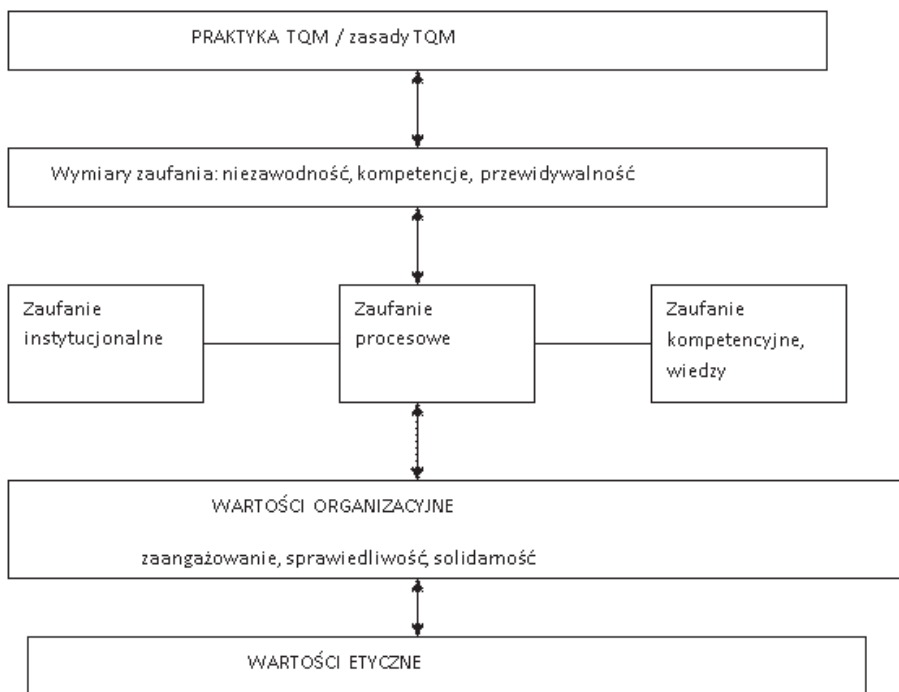 PRAKTYKA TQM / zasady TQM
Wymiary zaufania: niezawodność, kompetencje, przewidywalność
Zaufanie
instytucjonalne
Zaufanie
procesowe
Zaufanie
kompetencyjne,
wiedzy
WARTOŚCI ORGANIZACYJNE
zaangażowanie, sprawiedliwość, solidarność
WARTOŚCI ETYCZNE